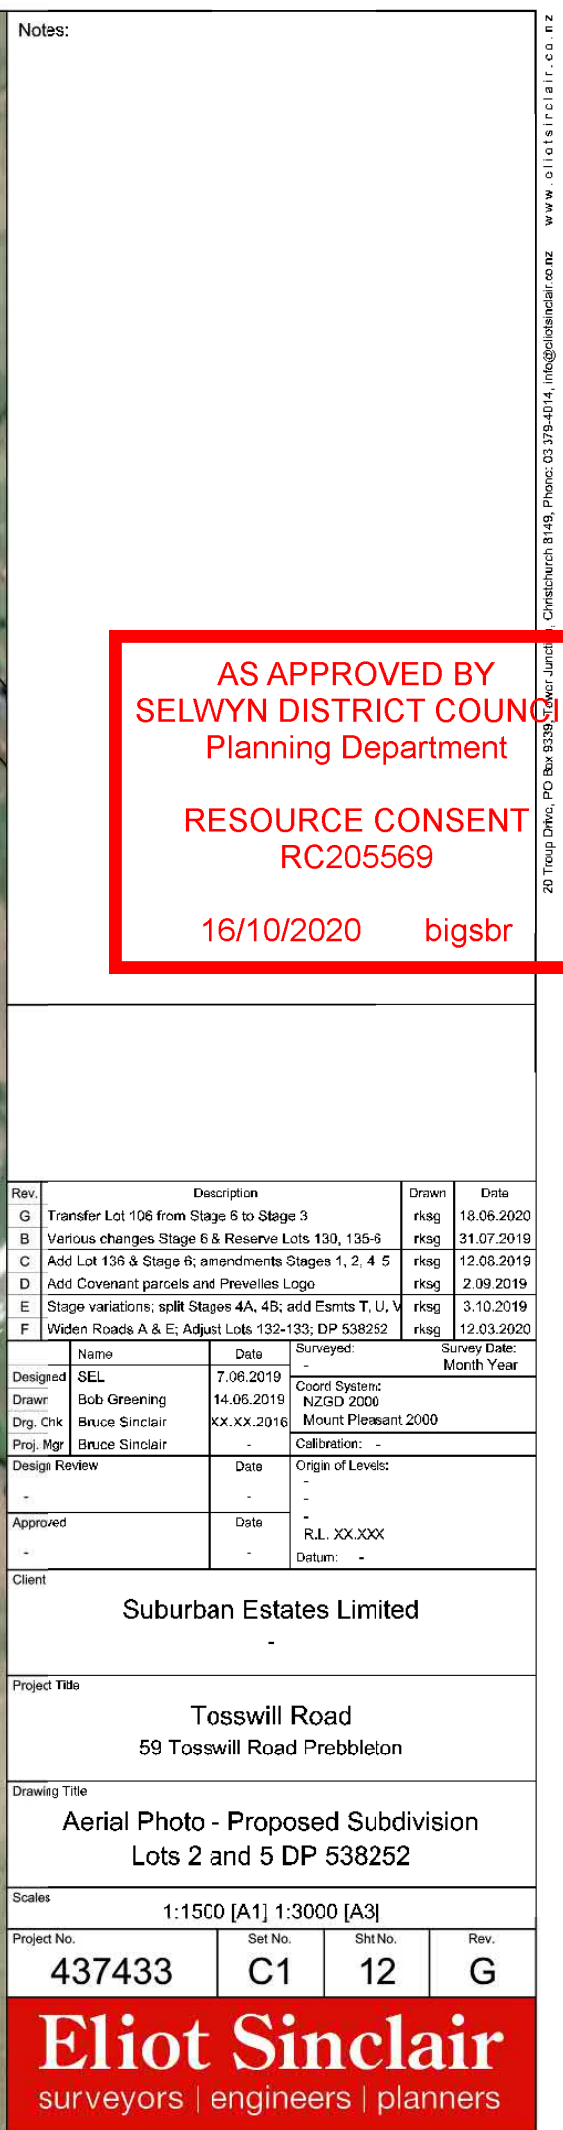 Notes:
www.eliotsinclair.co.nz
20 Troup Drive, PO Box 9339, Tower Junction, Christchurch 8149, Phone: 03 379-4014, info@eliotsinclair.co.nz
AS APPROVED BY
SELWYN DISTRICT COUNCI
Planning Department
RESOURCE CONSENT
RC205569
16/10/2020 bigsbr
Rev. Description Drawn Date
G Transfer Lot 106 from Stage 6 to Stage 3 rksg 18.06.2020
B Various changes Stage 6 & Reserve Lots 130, 135-6 rksg 31.07.2019
C Add Lot 136 & Stage 6; amendments Stages 1, 2, 4-5 rksg 12.08.2019
D Add Covenant parcels and Prevelles Logo rksg 2.09.2019
E Stage variations; split Stages 4A, 4B; add Esmts T, U, V rksg 3.10.2019
F Widen Roads A & E; Adjust Lots 132-133; DP 538252 rksg 12.03.2020
Name Date Surveyed: - Survey Date: Month Year
Designed SEL 7.06.2019
Coord System:
NZGD 2000
Drawn Bob Greening 14.06.2019
Mount Pleasant 2000
Drg. Chk Bruce Sinclair XX.XX.2016
Proj. Mgr Bruce Sinclair - Calibration: -
Design Review Date Origin of Levels:
- - -
-
Approved Date -
R.L. XX.XXX
- - Datum: -
Client
Suburban Estates Limited
-
Project Title
Tosswill Road
59 Tosswill Road Prebbleton
Drawing Title
Aerial Photo - Proposed Subdivision
Lots 2 and 5 DP 538252
Scales
1:1500 [A1] 1:3000 [A3]
Project No. Set No. Sht No. Rev.
437433 C1 12 G
Eliot Sinclair
surveyors | engineers | planners